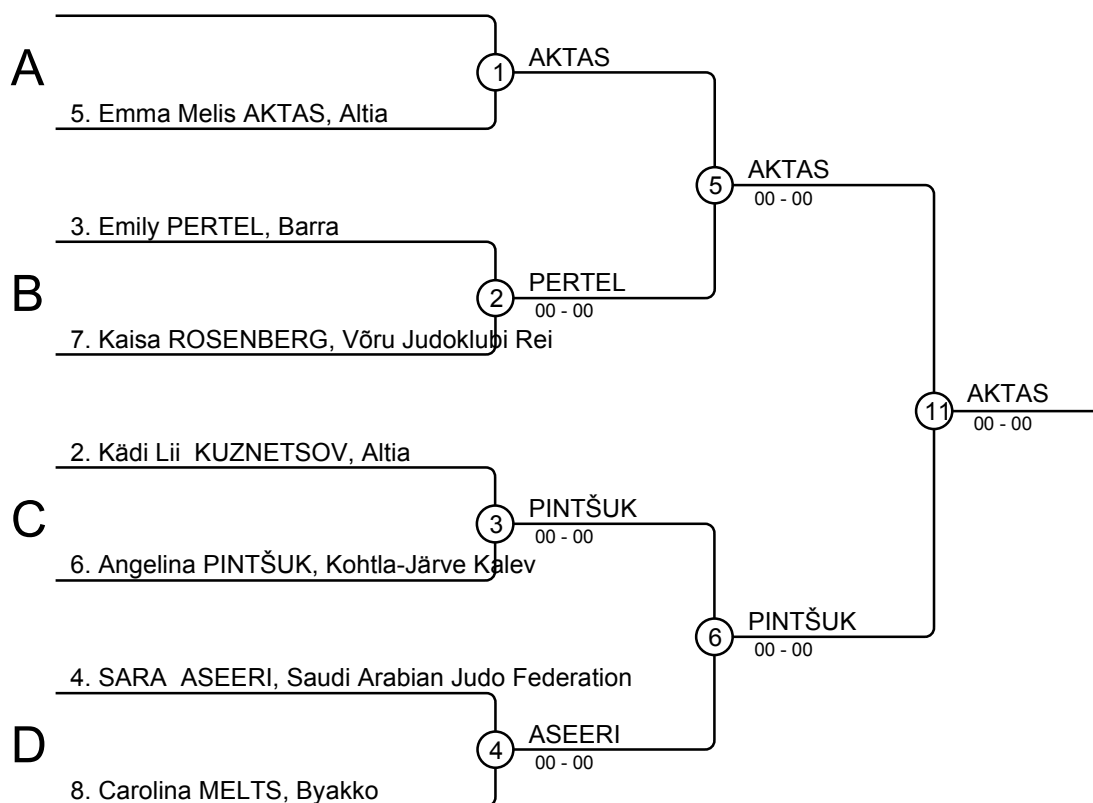 A
1
AKTAS
5. Emma Melis AKTAS, Altia
5
AKTAS
00 - 00
3. Emily PERTEL, Barra
B
2
PERTEL
00 - 00
7. Kaisa ROSENBERG, Võru Judoklubi Rei
11
AKTAS
00 - 00
2. Kädi Lii  KUZNETSOV, Altia
C
3
PINTŠUK
00 - 00
6. Angelina PINTŠUK, Kohtla-Järve Kalev
6
PINTŠUK
00 - 00
4. SARA  ASEERI, Saudi Arabian Judo Federation
D
4
ASEERI
00 - 00
8. Carolina MELTS, Byakko